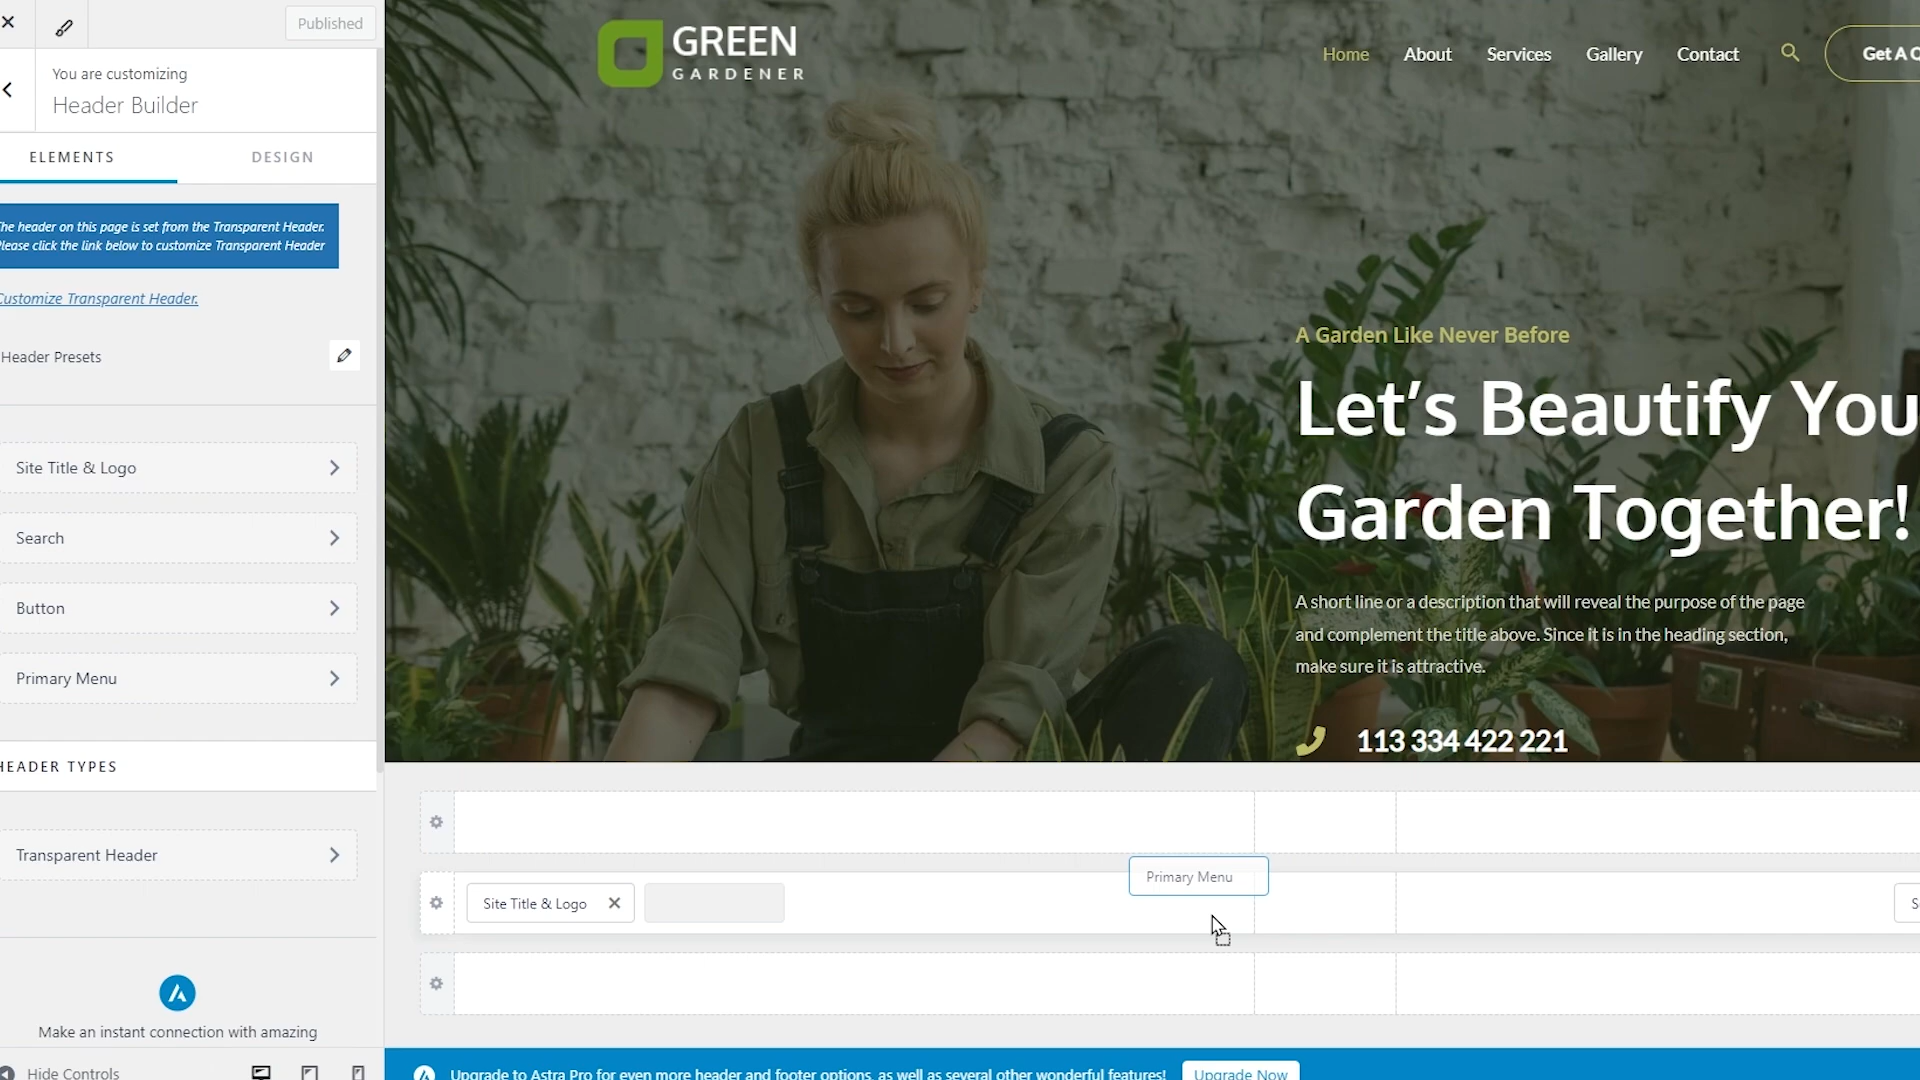 Published
You are customizing
Header Builder
ELEMENTS
DESIGN
he header on this page is set from the Transparent Header.
lease click the link below to customize Transparent Header
Customize Transparent Header.
Header Presets
Site Title & Logo
Search
Button
Primary Menu
HEADER TYPES
Transparent Header
Make an instant connection with amazing
Hide Controls
GREEN
GARDENER
Home
About
Services
Gallery
Contact
Get A Q
A Garden Like Never Before
Let's Beautify You
Garden Together!
A short line or a description that will reveal the purpose of the page
and complement the title above. Since it is in the heading section,
make sure it is attractive.
113 334 422 221
Primary Menu
Site Title & Logo
S
Upgrade to Astra Pro for even more header and footer options, as well as several other wonderful features!
Upgrade Now